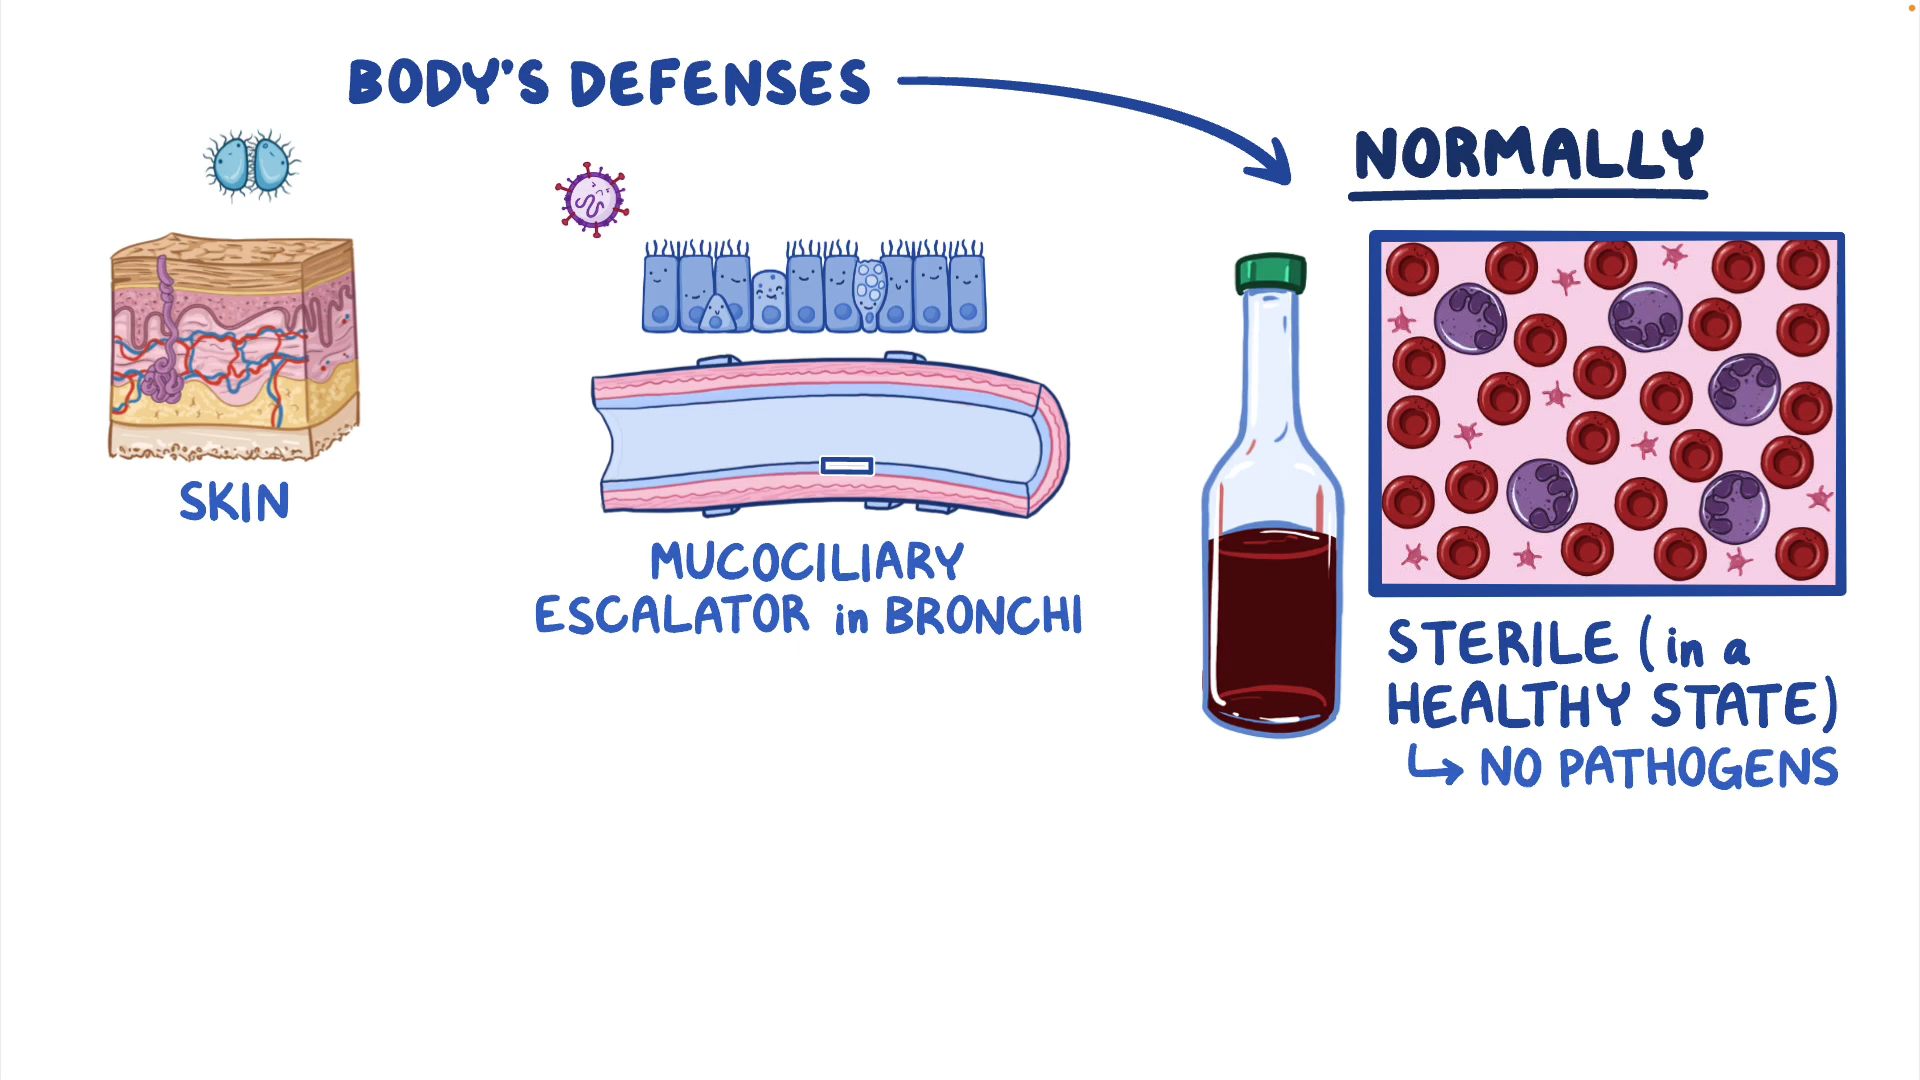 BODY'S DEFENSES
NORMALLY
SKIN
MUCOCILIARY
ESCALATOR in BRONCHI
STERILE (in a
HEALTHY STATE)
↳ NO PATHOGENS